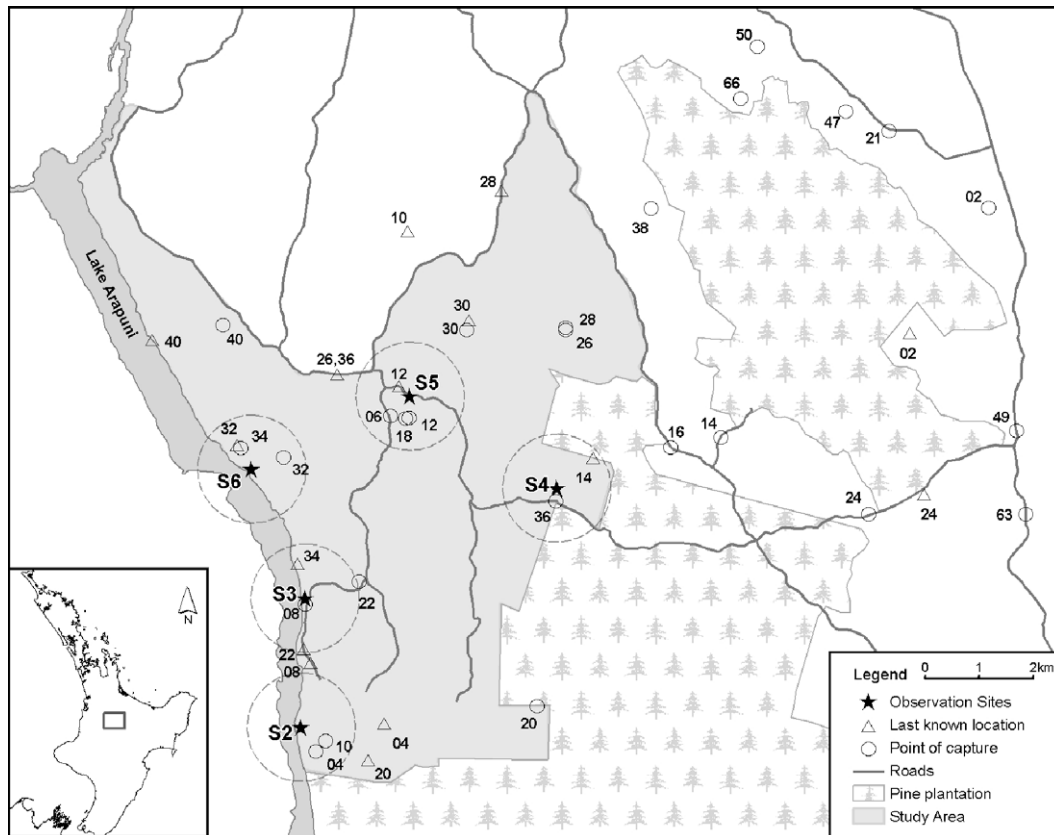 50
66
47
21
28
02
10
38
Lake Arapuni
30
28
40
30
26
40
26,36
02
12
S5
06
18
12
49
14
16
32
34
32
S6
14
S4
36
24
24
63
34
S3
08
22
22
08
20
S2
10
04
04
20
N
Legend
0 1 2km
Observation Sites
Last known location
Point of capture
Roads
Pine plantation
Study Area